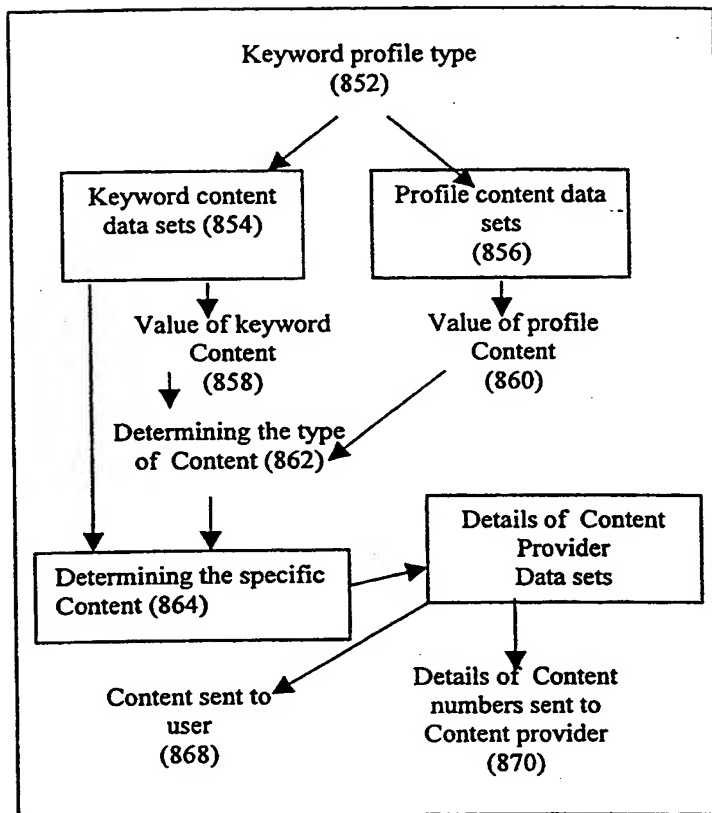 Keyword profile type
(852)
Keyword content
data sets (854)
Profile content data
sets
(856)
Value of keyword
Content
(858)
Value of profile
Content
(860)
Determining the type
of Content (862)
Determining the specific
Content (864)
Details of Content
Provider
Data sets
Content sent to
user
(868)
Details of Content
numbers sent to
Content provider
(870)